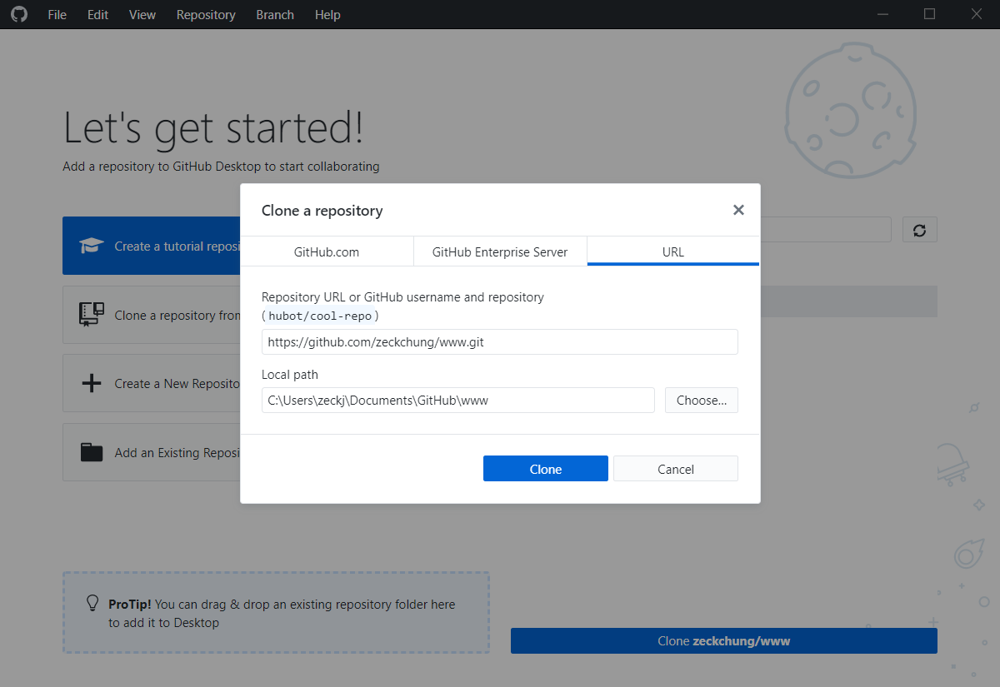 File Edit View Repository Branch Help
Let's get started!
Add a repository to GitHub Desktop to start collaborating
Create a tutorial reposi
Clone a repository from
Create a New Reposito
Add an Existing Reposi
Clone a repository
GitHub.com GitHub Enterprise Server URL
Repository URL or GitHub username and repository
(hubot/cool-repo)
https://github.com/zeckchung/www.git
Local path
C:\Users\zeckj\Documents\GitHub\www Choose...
Clone Cancel
ProTip! You can drag & drop an existing repository folder here
to add it to Desktop
Clone zeckchung/www